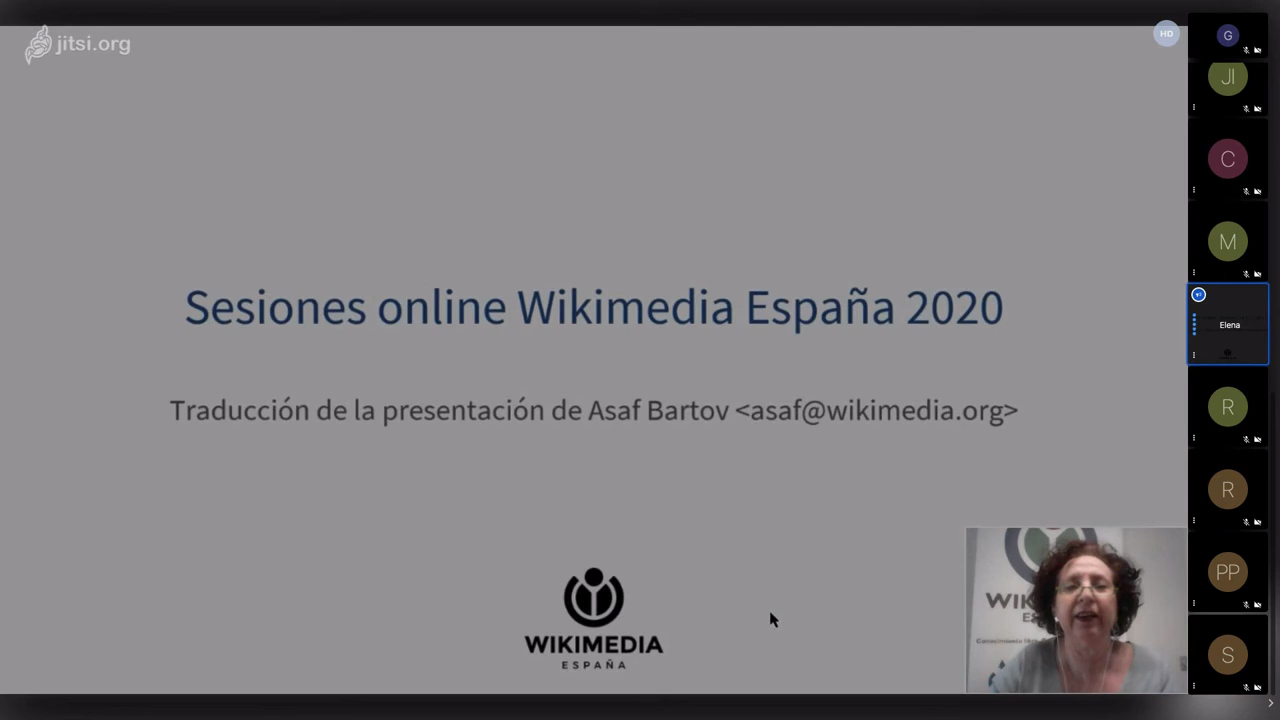 jitsi.org
HD
G
JI
C
M
Elena
R
R
PP
S
Sesiones online Wikimedia España 2020
Traducción de la presentación de Asaf Bartov <asaf@wikimedia.org>
WIKIMEDIA
ESPAÑA
WIK